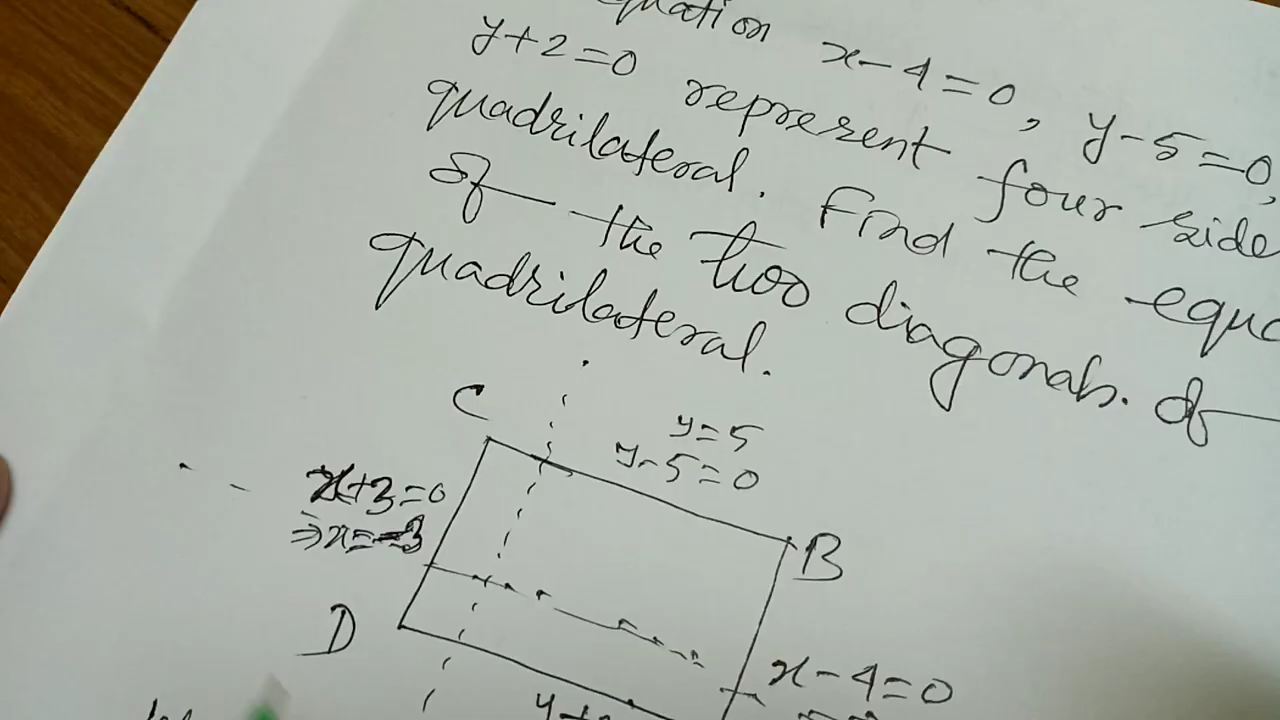 equation x-4=0, y-5=0,
y+2=0 represent four side
quadrilateral. Find the equa
of the two diagonals. of
quadrilateral.
C
y=5
y-5=0
x+3=0
⇒x=-3
B
D
x-4=0